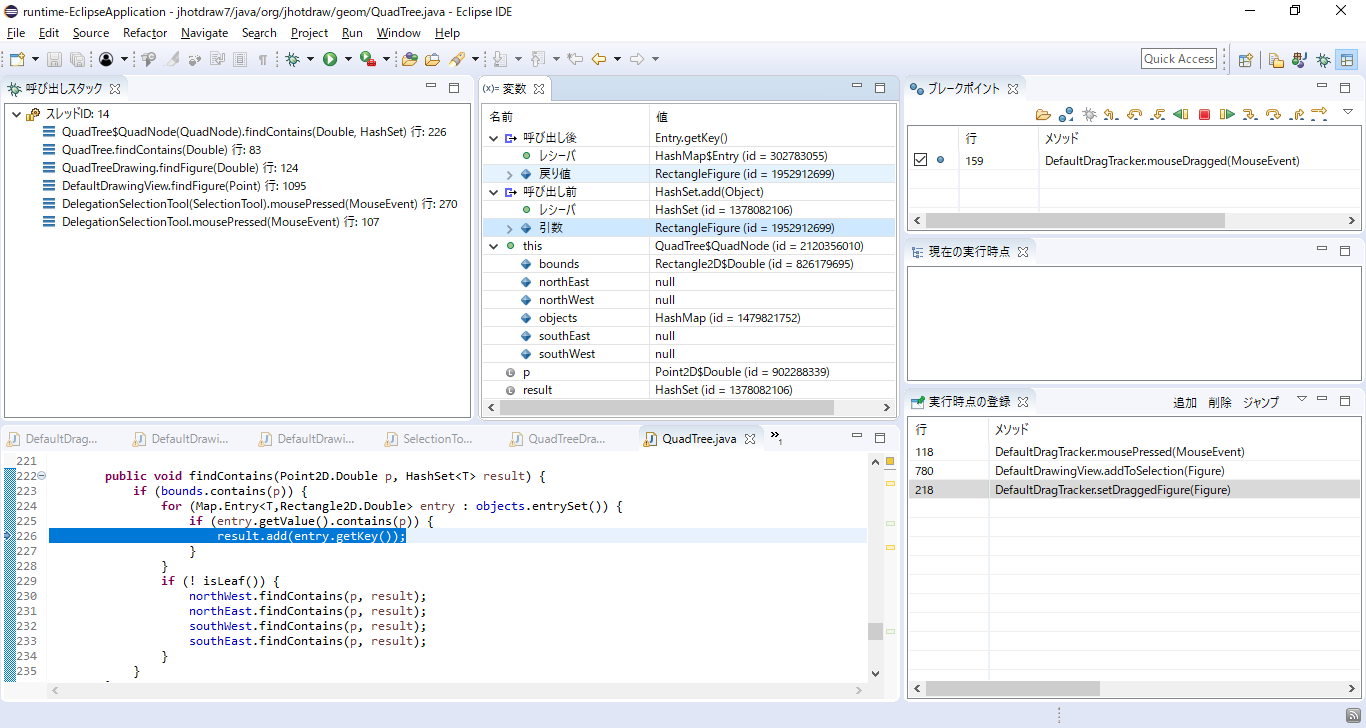 runtime-EclipseApplication - jhotdraw7/java/org/jhotdraw/geom/QuadTree.java - Eclipse IDE
File Edit Source Refactor Navigate Search Project Run Window Help
Quick Access
呼び出しスタック
スレッドID: 14
QuadTree$QuadNode(QuadNode).findContains(Double, HashSet) 行: 226
QuadTree.findContains(Double) 行: 83
QuadTreeDrawing.findFigure(Double) 行: 124
DefaultDrawingView.findFigure(Point) 行: 1095
DelegationSelectionTool(SelectionTool).mousePressed(MouseEvent) 行: 270
DelegationSelectionTool.mousePressed(MouseEvent) 行: 107
(x)= 変数
名前 値
呼び出し後 Entry.getKey()
レシーバ HashMap$Entry (id = 302783055)
戻り値 RectangleFigure (id = 1952912699)
呼び出し前 HashSet.add(Object)
レシーバ HashSet (id = 1378082106)
引数 RectangleFigure (id = 1952912699)
this QuadTree$QuadNode (id = 2120356010)
bounds Rectangle2D$Double (id = 826179695)
northEast null
northWest null
objects HashMap (id = 1479821752)
southEast null
southWest null
p Point2D$Double (id = 902288339)
result HashSet (id = 1378082106)
ブレークポイント
行 メソッド
159 DefaultDragTracker.mouseDragged(MouseEvent)
現在の実行時点
実行時点の登録 追加 削除 ジャンプ
行 メソッド
118 DefaultDragTracker.mousePressed(MouseEvent)
780 DefaultDrawingView.addToSelection(Figure)
218 DefaultDragTracker.setDraggedFigure(Figure)
DefaultDrag... DefaultDrawi... DefaultDrawi... SelectionTo... QuadTreeDra... QuadTree.java »1
221
222 public void findContains(Point2D.Double p, HashSet<T> result) {
223 if (bounds.contains(p)) {
224 for (Map.Entry<T,Rectangle2D.Double> entry : objects.entrySet()) {
225 if (entry.getValue().contains(p)) {
226 result.add(entry.getKey());
227 }
228 }
229 if (! isLeaf()) {
230 northWest.findContains(p, result);
231 northEast.findContains(p, result);
232 southWest.findContains(p, result);
233 southEast.findContains(p, result);
234 }
235 }